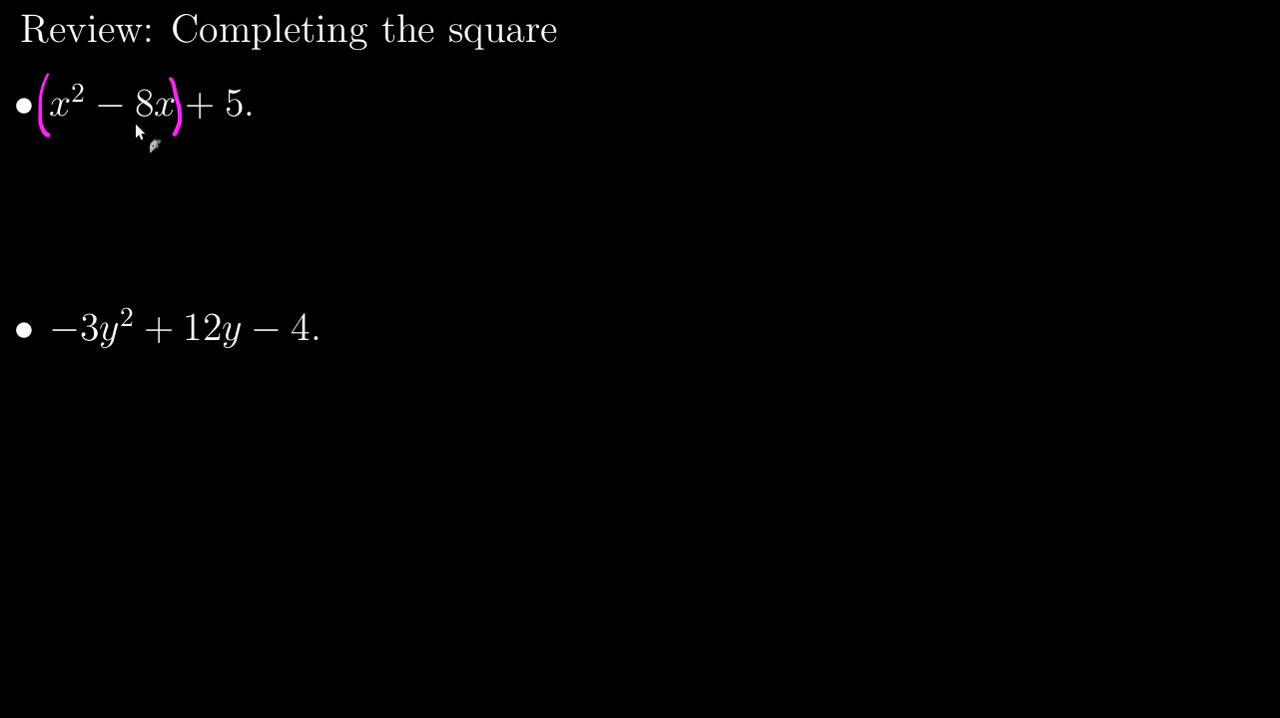 Review: Completing the square
•(x² − 8x) + 5.
• −3y² + 12y − 4.